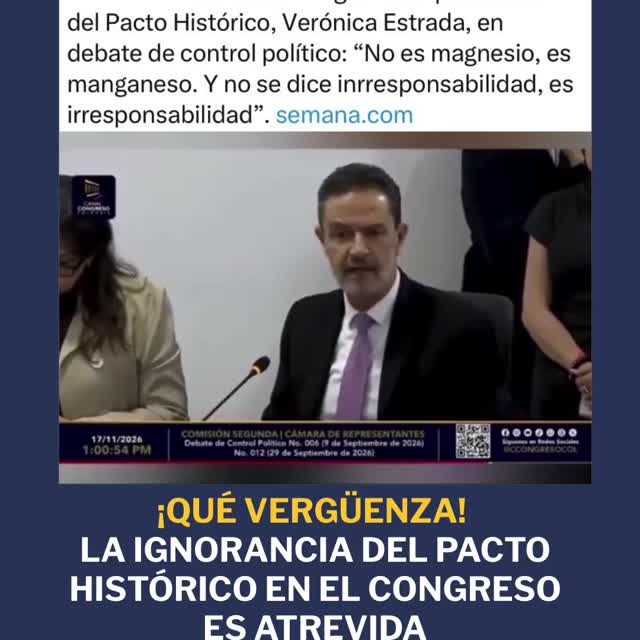 del Pacto Histórico, Verónica Estrada, en
debate de control político: “No es magnesio, es
manganeso. Y no se dice inrresponsabilidad, es
irresponsabilidad”. semana.com
CANAL
CONGRESO
COLOMBIA
17/11/2026
1:00:54 PM
COMISIÓN SEGUNDA | CÁMARA DE REPRESENTANTES
Debate de Control Político No. 006 (9 de Septiembre de 2026)
No. 012 (29 de Septiembre de 2026)
Síguenos en Redes Sociales
@CCONGRESOCOL
¡QUÉ VERGÜENZA!
LA IGNORANCIA DEL PACTO
HISTÓRICO EN EL CONGRESO
ES ATREVIDA